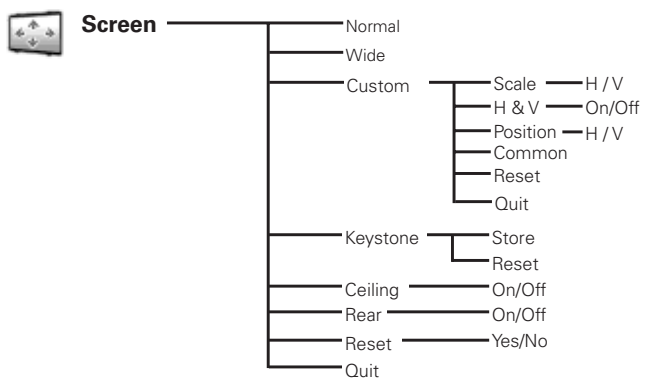 Screen
Normal
Wide
Custom Scale H / V
H & V On/Off
Position H / V
Common
Reset
Quit
Keystone Store
Reset
Ceiling On/Off
Rear On/Off
Reset Yes/No
Quit